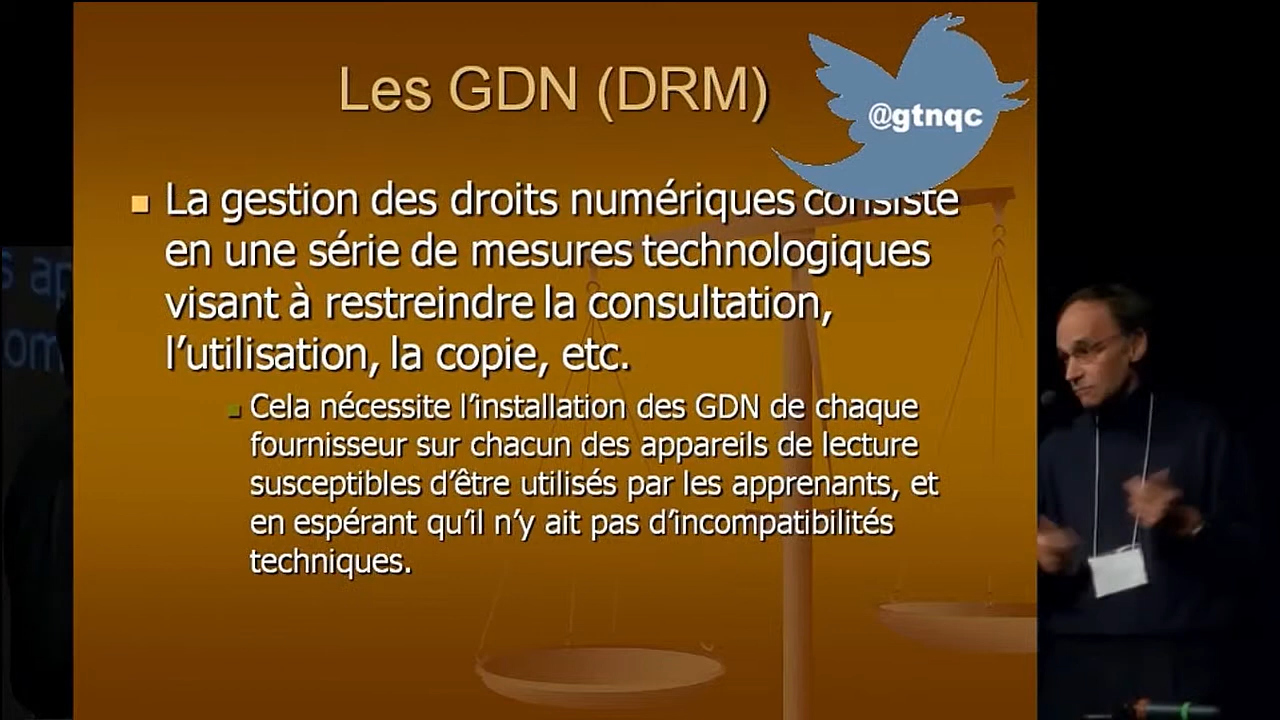 Les GDN (DRM)
@gtnqc
La gestion des droits numériques consiste
en une série de mesures technologiques
visant à restreindre la consultation,
l'utilisation, la copie, etc.
Cela nécessite l'installation des GDN de chaque
fournisseur sur chacun des appareils de lecture
susceptibles d'être utilisés par les apprenants, et
en espérant qu'il n'y ait pas d'incompatibilités
techniques.